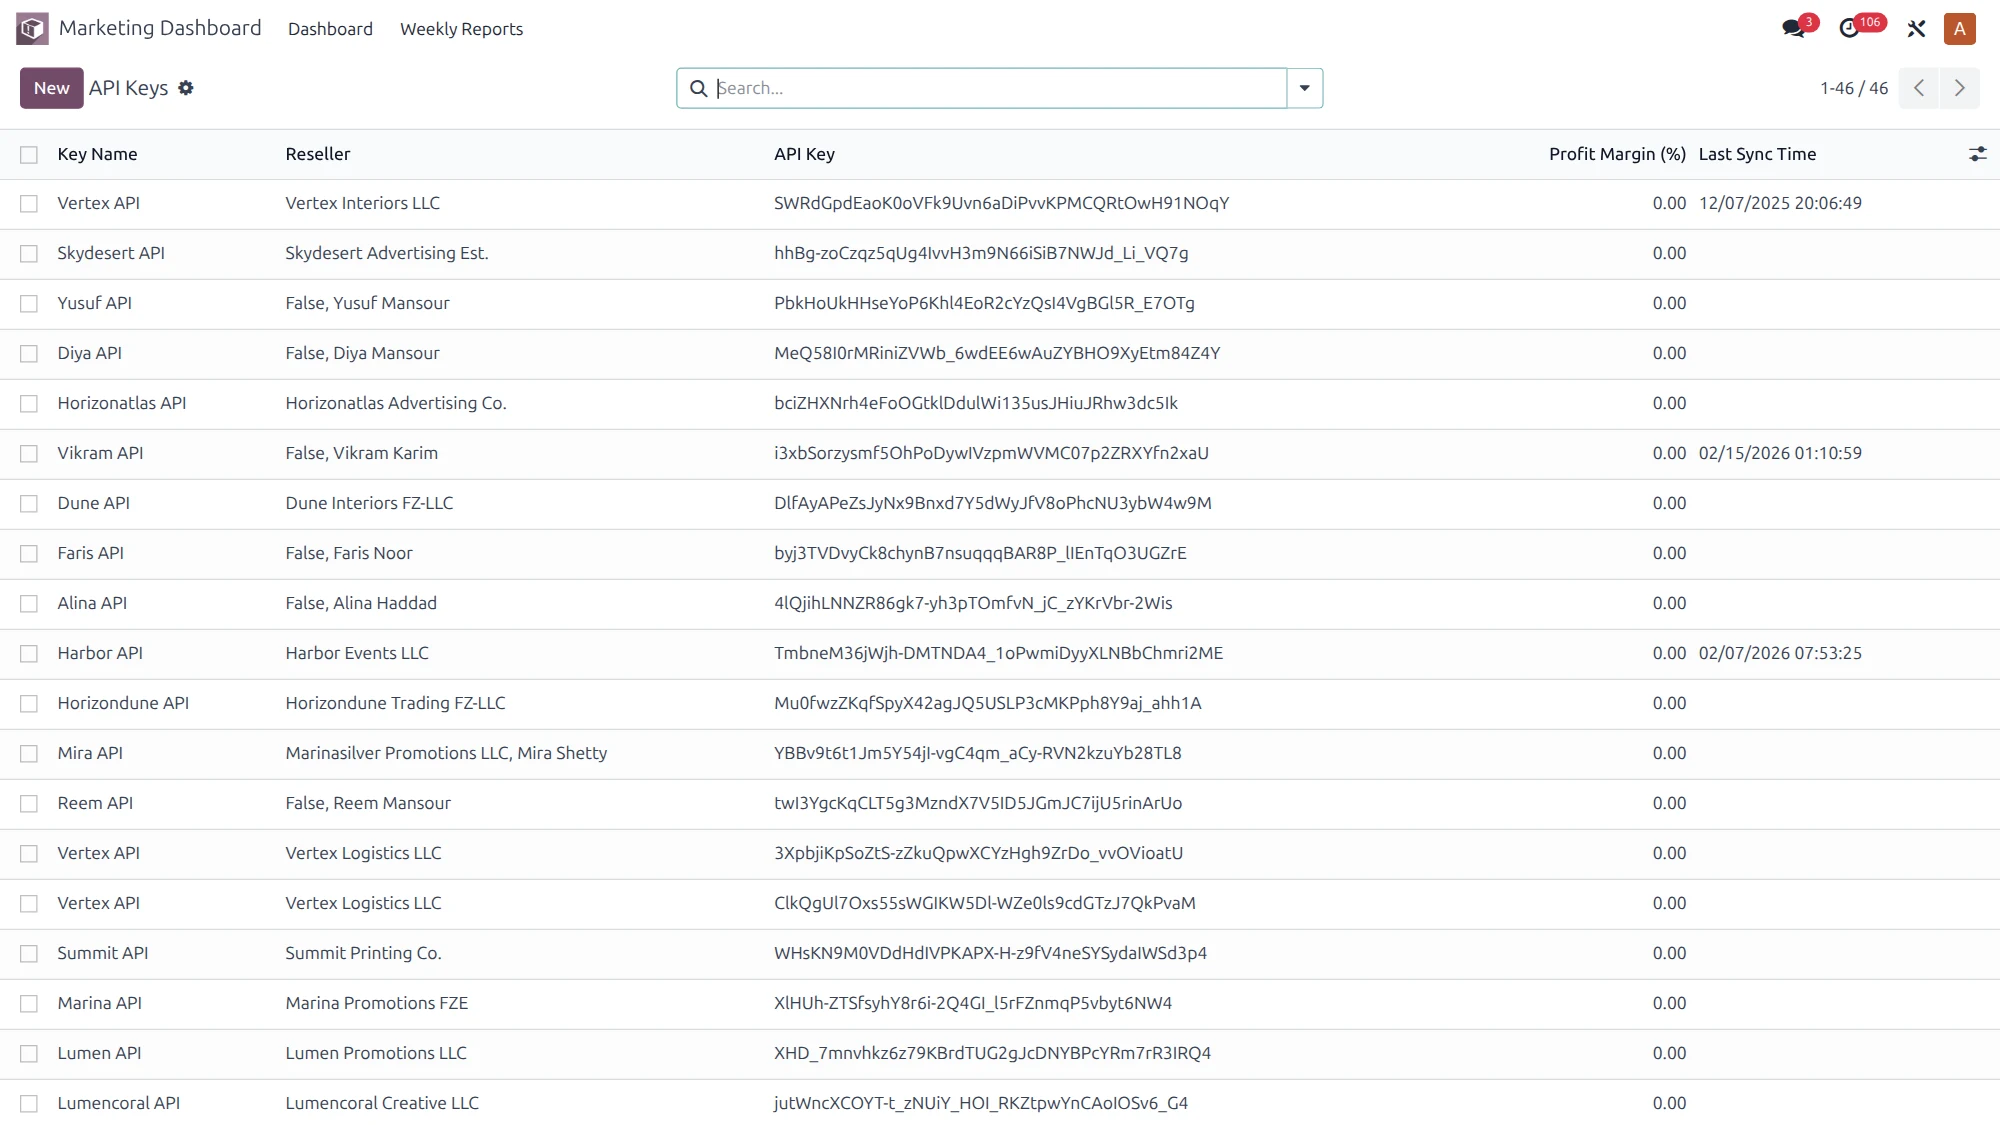 Marketing Dashboard Dashboard Weekly Reports 3 106 A
New API Keys Search... 1-46 / 46
Key Name Reseller API Key Profit Margin (%) Last Sync Time
Vertex API Vertex Interiors LLC SWRdGpdEaoK0oVFk9Uvn6aDiPvvKPMCQRtOwH91NOqY 0.00 12/07/2025 20:06:49
Skydesert API Skydesert Advertising Est. hhBg-zoCzqz5qUg4IvvH3m9N66iSiB7NWJd_Li_VQ7g 0.00
Yusuf API False, Yusuf Mansour PbkHoUkHHseYoP6Khl4EoR2cYzQsI4VgBGl5R_E7OTg 0.00
Diya API False, Diya Mansour MeQ58I0rMRiniZVWb_6wdEE6wAuZYBHO9XyEtm84Z4Y 0.00
Horizonatlas API Horizonatlas Advertising Co. bciZHXNrh4eFoOGtklDdulWi135usJHiuJRhw3dc5Ik 0.00
Vikram API False, Vikram Karim i3xbSorzysmf5OhPoDywIVzpmWVMC07p2ZRXYfn2xaU 0.00 02/15/2026 01:10:59
Dune API Dune Interiors FZ-LLC DlfAyAPeZsJyNx9Bnxd7Y5dWyJfV8oPhcNU3ybW4w9M 0.00
Faris API False, Faris Noor byj3TVDvyCk8chynB7nsuqqqBAR8P_lIEnTqO3UGZrE 0.00
Alina API False, Alina Haddad 4lQjihLNNZR86gk7-yh3pTOmfvN_jC_zYKrVbr-2Wis 0.00
Harbor API Harbor Events LLC TmbneM36jWjh-DMTNDA4_1oPwmiDyyXLNBbChmri2ME 0.00 02/07/2026 07:53:25
Horizondune API Horizondune Trading FZ-LLC Mu0fwzZKqfSpyX42agJQ5USLP3cMKPph8Y9aj_ahh1A 0.00
Mira API Marinasilver Promotions LLC, Mira Shetty YBBv9t6t1Jm5Y54jI-vgC4qm_aCy-RVN2kzuYb28TL8 0.00
Reem API False, Reem Mansour twI3YgcKqCLT5g3MzndX7V5ID5JGmJC7ijU5rinArUo 0.00
Vertex API Vertex Logistics LLC 3XpbjiKpSoZtS-zZkuQpwXCYzHgh9ZrDo_vvOVioatU 0.00
Vertex API Vertex Logistics LLC ClkQgUl7Oxs55sWGIKW5Dl-WZe0ls9cdGTzJ7QkPvaM 0.00
Summit API Summit Printing Co. WHsKN9M0VDdHdIVPKAPX-H-z9fV4neSYSydaIWSd3p4 0.00
Marina API Marina Promotions FZE XlHUh-ZTSfsyhY8r6i-2Q4GI_l5rFZnmqP5vbyt6NW4 0.00
Lumen API Lumen Promotions LLC XHD_7mnvhkz6z79KBrdTUG2gJcDNYBPcYRm7rR3IRQ4 0.00
Lumencoral API Lumencoral Creative LLC jutWncXCOYT-t_zNUiY_HOI_RKZtpwYnCAoIOSv6_G4 0.00